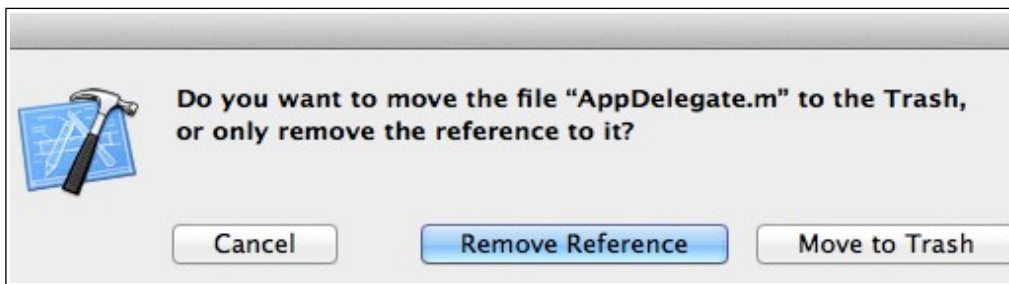 Do you want to move the file “AppDelegate.m” to the Trash,
or only remove the reference to it?
Cancel
Remove Reference
Move to Trash